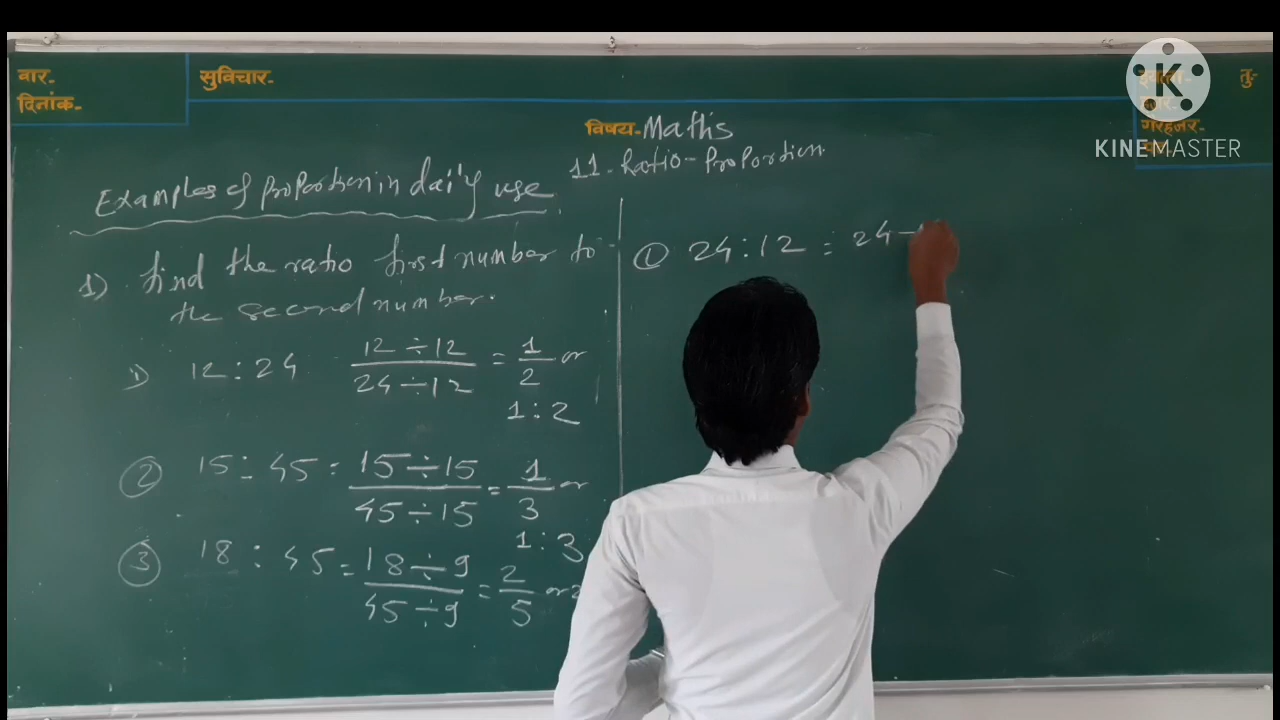 वार-
दिनांक-
सुविचार-
विषय- Maths
11. Ratio-Proportion
KINEMASTER
Examples of Proportion in daily use
1) find the ratio first number to
the second number.
1) 12:24 12÷12/24÷12 = 1/2 or
1:2
2 15:45 = 15÷15/45÷15 = 1/3 or
1:3
3 18:45 = 18÷9/45÷9 = 2/5 or 2
1 24:12 = 24÷